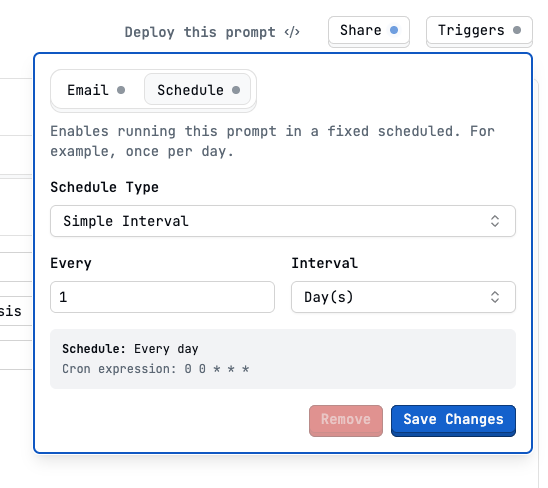 Deploy this prompt </>
Share
Triggers
Email
Schedule
Enables running this prompt in a fixed scheduled. For
example, once per day.
Schedule Type
Simple Interval
Every
Interval
1
Day(s)
sis
Schedule: Every day
Cron expression: 0 0 * * *
Remove
Save Changes